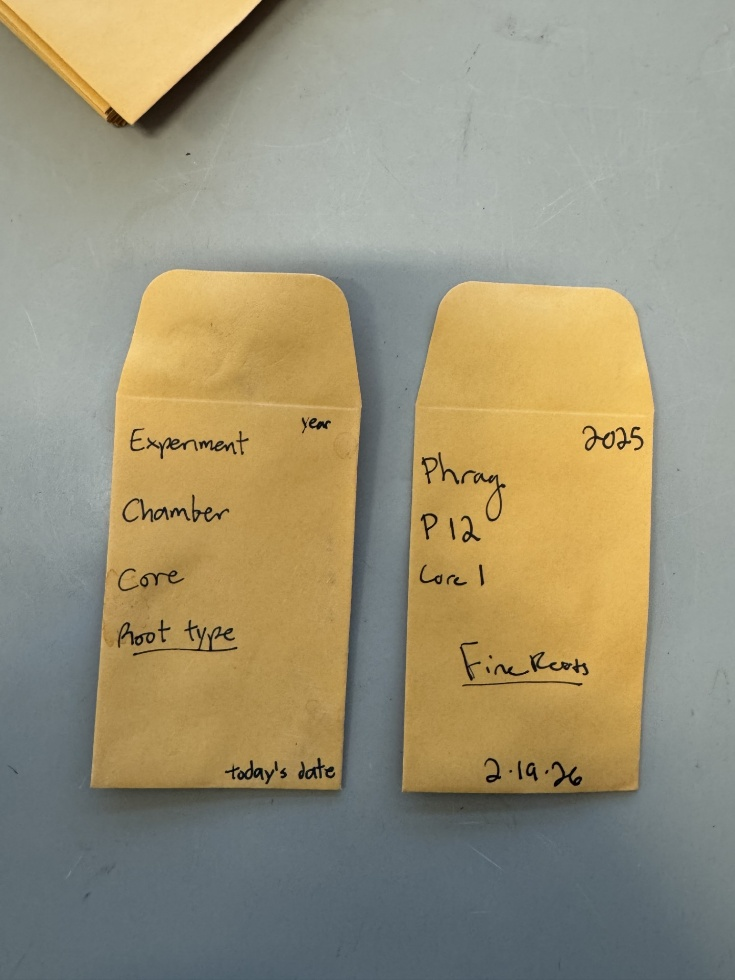 year
Experiment
Chamber
Core
Root type
today's date
2025
Phrag
P12
Core 1
Fine Roots
2.19.26